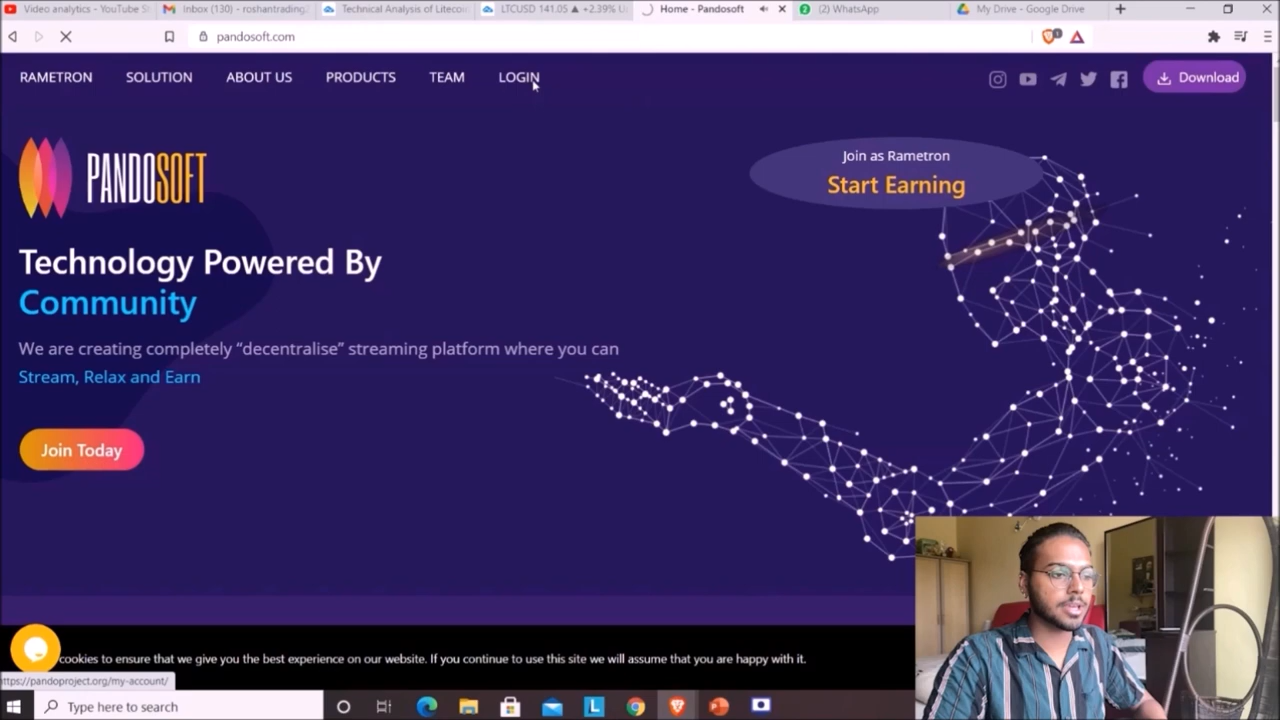 Video analytics - YouTube S
Inbox (130) - roshantrading.
Technical Analysis of Litecoi
LTCUSD 141.05 ▲ +2.39% U
Home - Pandosoft
(2) WhatsApp
My Drive - Google Drive
pandosoft.com
RAMETRON
SOLUTION
ABOUT US
PRODUCTS
TEAM
LOGIN
Download
PANDOSOFT
Join as Rametron
Start Earning
Technology Powered By
Community
We are creating completely “decentralise” streaming platform where you can
Stream, Relax and Earn
Join Today
cookies to ensure that we give you the best experience on our website. If you continue to use this site we will assume that you are happy with it.
ttps://pandoproject.org/my-account/
Type here to search